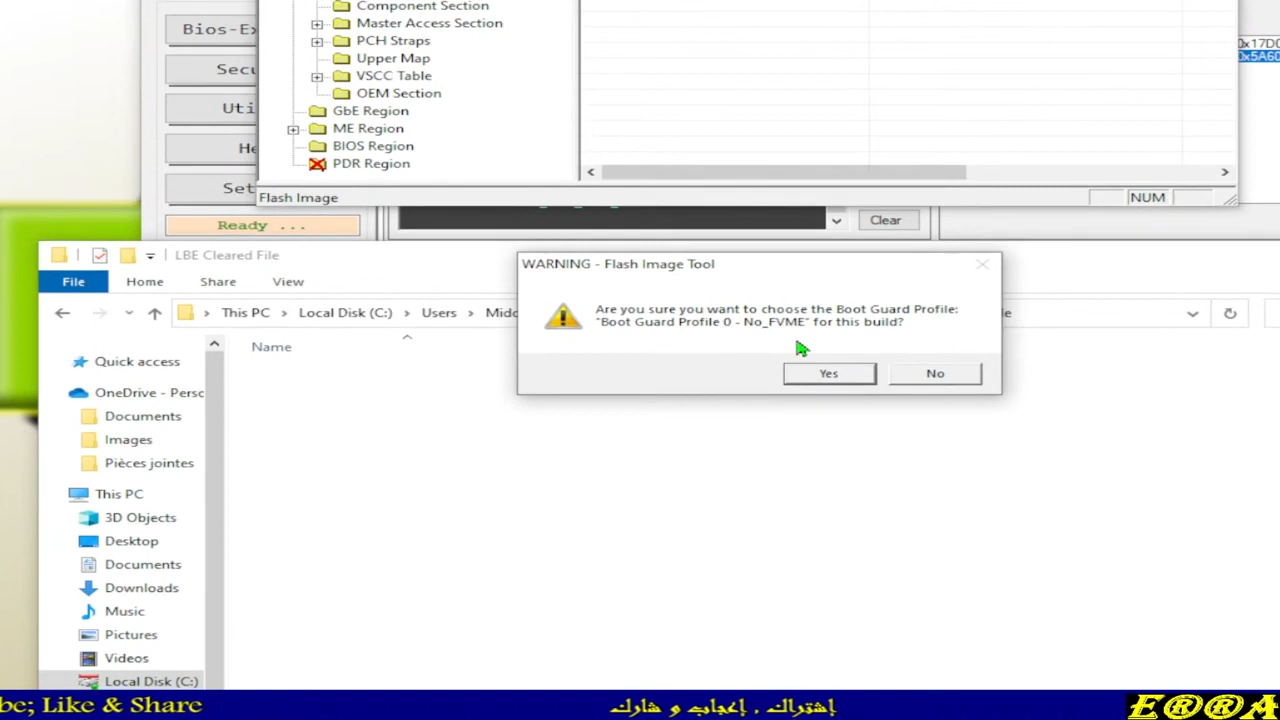 Component Section
Bios-Ex
Master Access Section
0x17D0
PCH Straps
0x5A60
Upper Map
Secu
VSCC Table
OEM Section
Uti
GbE Region
ME Region
He
BIOS Region
PDR Region
Set
Flash Image
NUM
Ready ...
Clear
LBE Cleared File
WARNING - Flash Image Tool
File
Home
Share
View
Are you sure you want to choose the Boot Guard Profile:
"Boot Guard Profile 0 - No_FVME" for this build?
This PC
Local Disk (C:)
Users
Mido
le
Name
Quick access
Yes
No
OneDrive - Perso
Documents
Images
Pièces jointes
This PC
3D Objects
Desktop
Documents
Downloads
Music
Pictures
Videos
Local Disk (C:)
be; Like & Share
إشتراك . إعجاب و شارك
E®®A